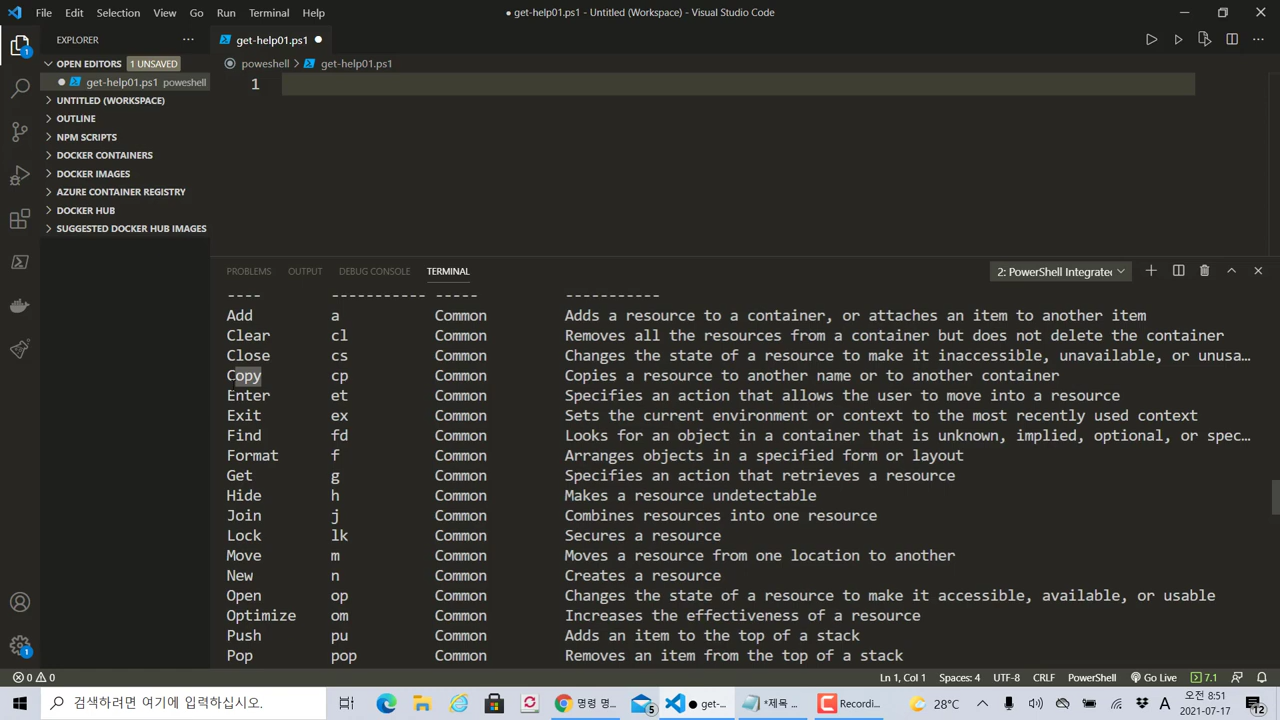 File Edit Selection View Go Run Terminal Help
● get-help01.ps1 - Untitled (Workspace) - Visual Studio Code
EXPLORER
get-help01.ps1
OPEN EDITORS 1 UNSAVED
poweshell > get-help01.ps1
get-help01.ps1 poweshell
1
UNTITLED (WORKSPACE)
OUTLINE
NPM SCRIPTS
DOCKER CONTAINERS
DOCKER IMAGES
AZURE CONTAINER REGISTRY
DOCKER HUB
SUGGESTED DOCKER HUB IMAGES
PROBLEMS OUTPUT DEBUG CONSOLE TERMINAL
2: PowerShell Integrate
---- ----------- ----- -----------
Add a Common Adds a resource to a container, or attaches an item to another item
Clear cl Common Removes all the resources from a container but does not delete the container
Close cs Common Changes the state of a resource to make it inaccessible, unavailable, or unusa…
Copy cp Common Copies a resource to another name or to another container
Enter et Common Specifies an action that allows the user to move into a resource
Exit ex Common Sets the current environment or context to the most recently used context
Find fd Common Looks for an object in a container that is unknown, implied, optional, or spec…
Format f Common Arranges objects in a specified form or layout
Get g Common Specifies an action that retrieves a resource
Hide h Common Makes a resource undetectable
Join j Common Combines resources into one resource
Lock lk Common Secures a resource
Move m Common Moves a resource from one location to another
New n Common Creates a resource
Open op Common Changes the state of a resource to make it accessible, available, or usable
Optimize om Common Increases the effectiveness of a resource
Push pu Common Adds an item to the top of a stack
Pop pop Common Removes an item from the top of a stack
0 0
Ln 1, Col 1 Spaces: 4 UTF-8 CRLF PowerShell Go Live 7.1
검색하려면 여기에 입력하십시오.
명령 명...
5
● get-...
*제목 ...
Recordi...
28°C
A
오전 8:51
2021-07-17
12